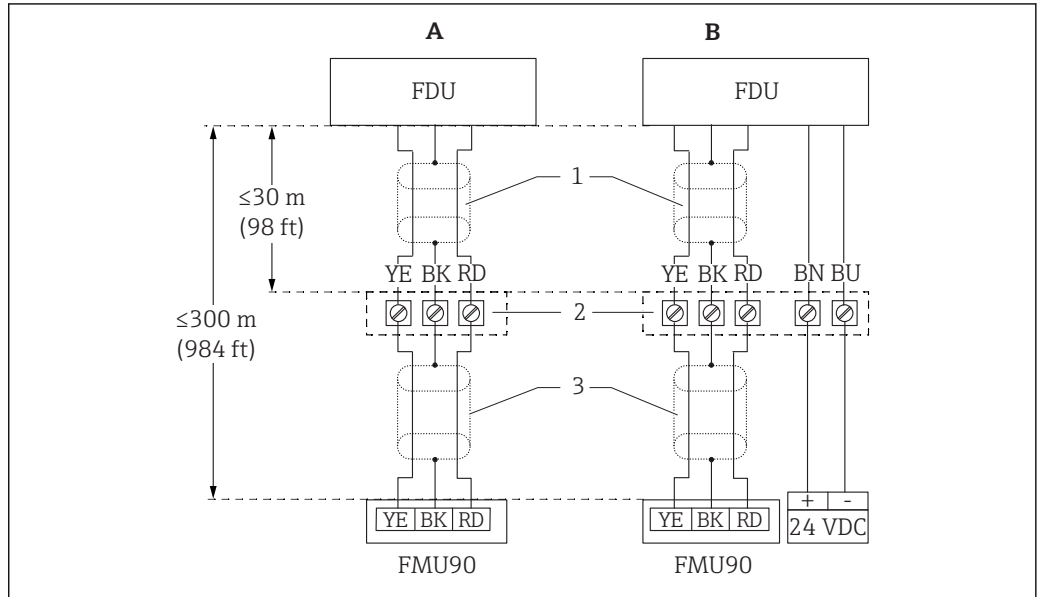 A B
FDU FDU
1
≤30 m
(98 ft)
YE BK RD YE BK RD BN BU
2
≤300 m
(984 ft)
3
+ -
YE BK RD YE BK RD 24 VDC
FMU90 FMU90